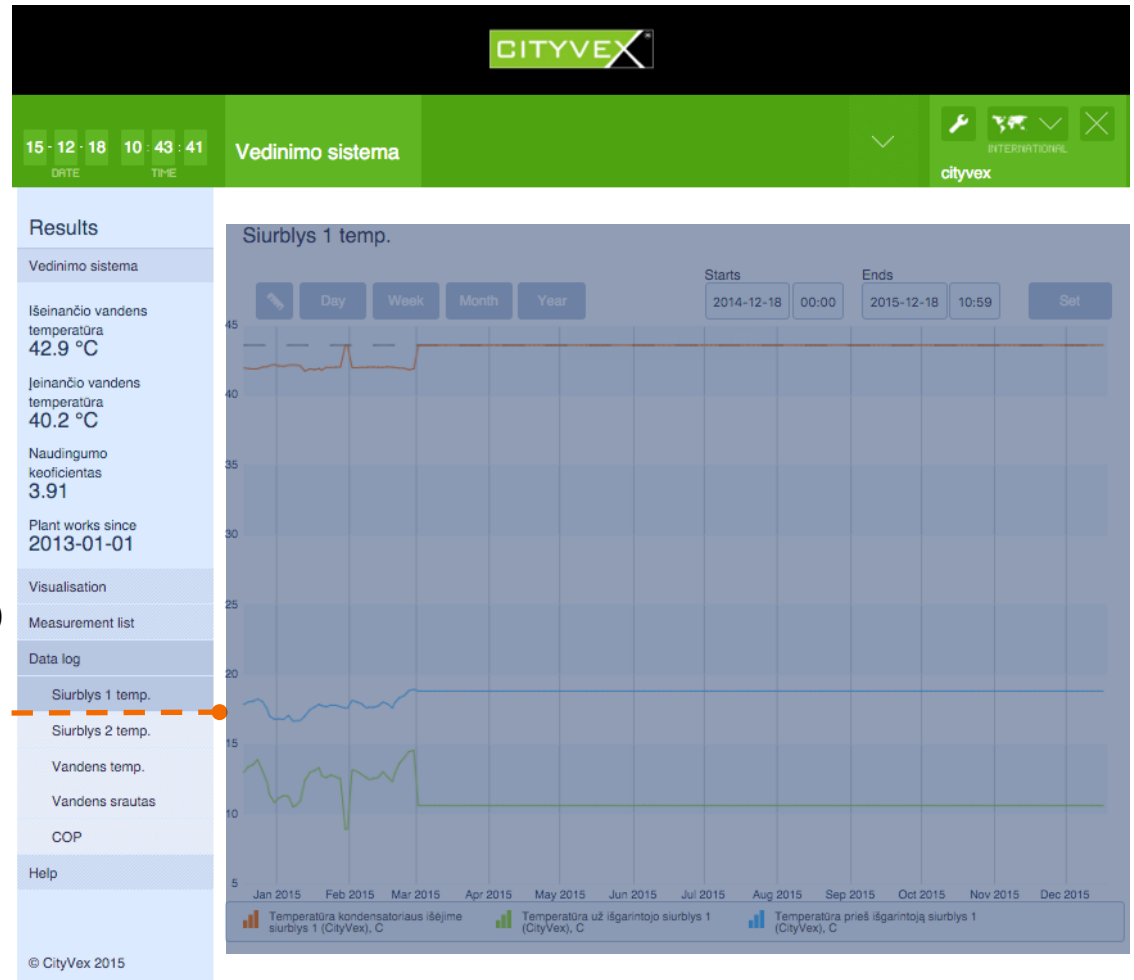 CITYVEX
15 - 12 - 18 10 : 43 : 41
DATE TIME
Vedinimo sistema
INTERNATIONAL
cityvex
Results
Vedinimo sistema
Išeinančio vandens
temperatūra
42.9 °C
Įeinančio vandens
temperatūra
40.2 °C
Naudingumo
keoficientas
3.91
Plant works since
2013-01-01
Visualisation
Measurement list
Data log
Siurblys 1 temp.
Siurblys 2 temp.
Vandens temp.
Vandens srautas
COP
Help
© CityVex 2015
Siurblys 1 temp.
Starts Ends
Day Week Month Year 2014-12-18 00:00 2015-12-18 10:59 Set
45
40
35
30
25
20
15
10
5
Jan 2015 Feb 2015 Mar 2015 Apr 2015 May 2015 Jun 2015 Jul 2015 Aug 2015 Sep 2015 Oct 2015 Nov 2015 Dec 2015
Temperatūra kondensatoriaus išėjime
siurblys 1 (CityVex), C
Temperatūra už išgarintojo siurblys 1
(CityVex), C
Temperatūra prieš išgarintoją siurblys 1
(CityVex), C